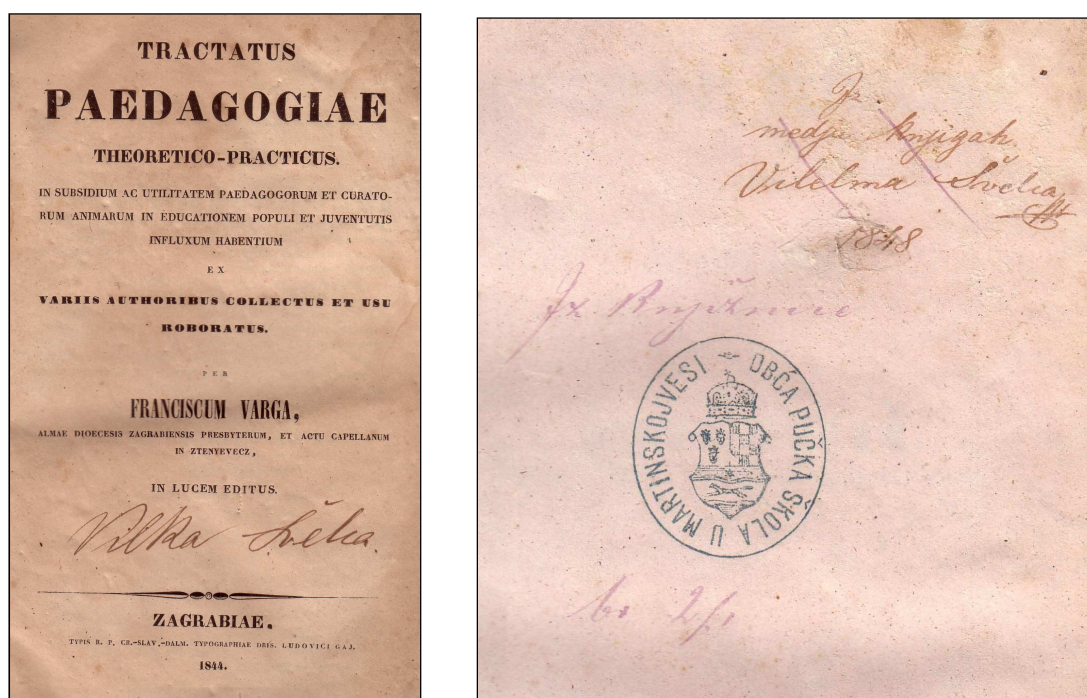 TRACTATUS
PAEDAGOGIAE
THEORETICO-PRACTICUS.
IN SUBSIDIUM AC UTILITATEM PAEDAGOGORUM ET CURATO-
RUM ANIMARUM IN EDUCATIONEM POPULI ET JUVENTUTIS
INFLUXUM HABENTIUM
EX
VARIIS AUTHORIBUS COLLECTUS ET USU
ROBORATUS.
PER
FRANCISCUM VARGA,
ALMAE DIOECESIS ZAGRABIENSIS PRESBYTERUM, ET ACTU CAPELLANUM
IN ZTENYEVECZ,
IN LUCEM EDITUS.
Vilka Švelca.
ZAGRABIAE.
TYPIS R. P. CR.-SLAV.-DALM. TYPOGRAPHIAE DRIS. LUDOVICI GAJ.
1844.
Iz
medju knjigah
Vilelma Švelca
1848
Iz knjižnice
OBĆA PUČKA ŠKOLA U MARTINSKOJVESI